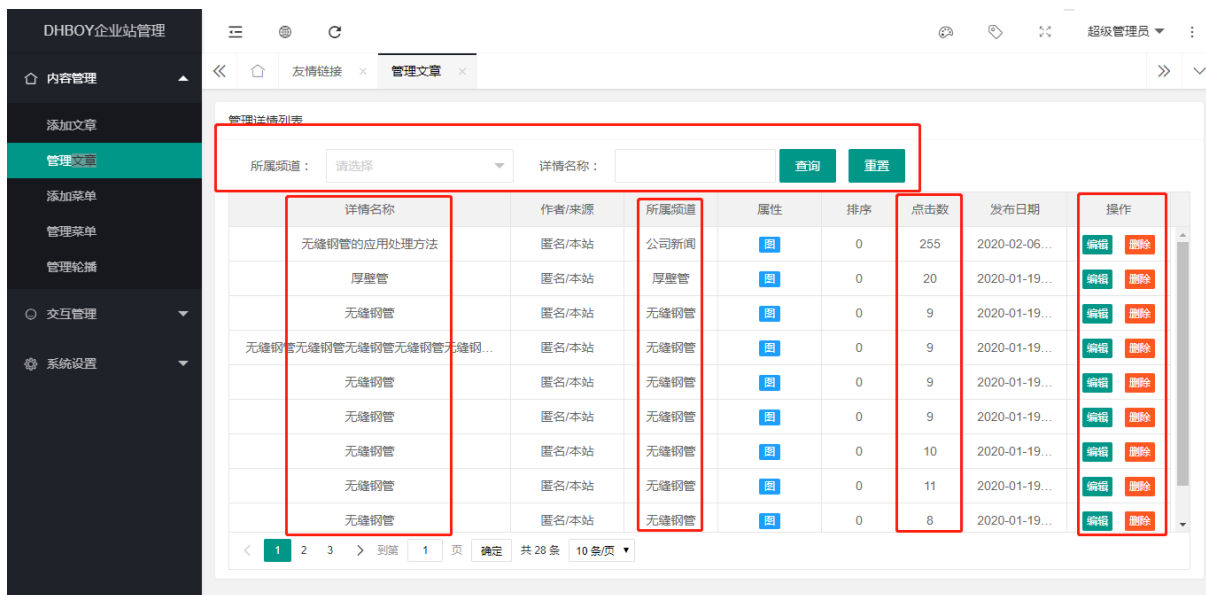 DHBOY企业站管理
超级管理员
内容管理
添加文章
管理文章
添加菜单
管理菜单
管理轮播
交互管理
系统设置
友情链接 × 管理文章 ×
管理详情列表
所属频道： 请选择 详情名称： 查询 重置
详情名称 作者/来源 所属频道 属性 排序 点击数 发布日期 操作
无缝钢管的应用处理方法 匿名/本站 公司新闻 图 0 255 2020-02-06... 编辑 删除
厚壁管 匿名/本站 厚壁管 图 0 20 2020-01-19... 编辑 删除
无缝钢管 匿名/本站 无缝钢管 图 0 9 2020-01-19... 编辑 删除
无缝钢管无缝钢管无缝钢管无缝钢管无缝钢... 匿名/本站 无缝钢管 图 0 9 2020-01-19... 编辑 删除
无缝钢管 匿名/本站 无缝钢管 图 0 9 2020-01-19... 编辑 删除
无缝钢管 匿名/本站 无缝钢管 图 0 9 2020-01-19... 编辑 删除
无缝钢管 匿名/本站 无缝钢管 图 0 10 2020-01-19... 编辑 删除
无缝钢管 匿名/本站 无缝钢管 图 0 11 2020-01-19... 编辑 删除
无缝钢管 匿名/本站 无缝钢管 图 0 8 2020-01-19... 编辑 删除
1 2 3 到第 1 页 确定 共 28 条 10 条/页